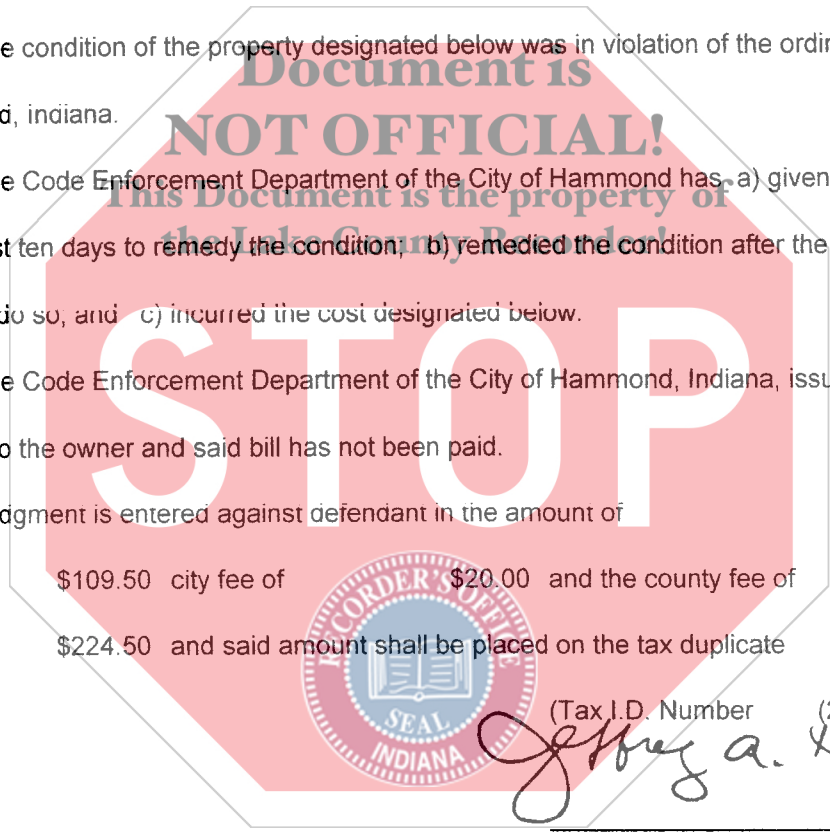 e condition of the property designated below was in violation of the ordi
Document is
d, indiana.
NOT OFFICIAL!
e Code Enforcement Department of the City of Hammond has a) given
This Document is the property of
st ten days to remedy the condition; b) remedied the condition after the
the Lake County Recorder!
do so, and c) incurred the cost designated below.
STOP
e Code Enforcement Department of the City of Hammond, Indiana, issu
o the owner and said bill has not been paid.
dgment is entered against defendant in the amount of
$109.50 city fee of $20.00 and the county fee of
$224.50 and said amount shall be placed on the tax duplicate
RECORDER'S OFFICE
SEAL
INDIANA
(Tax I.D. Number (2
Jeffrey A.